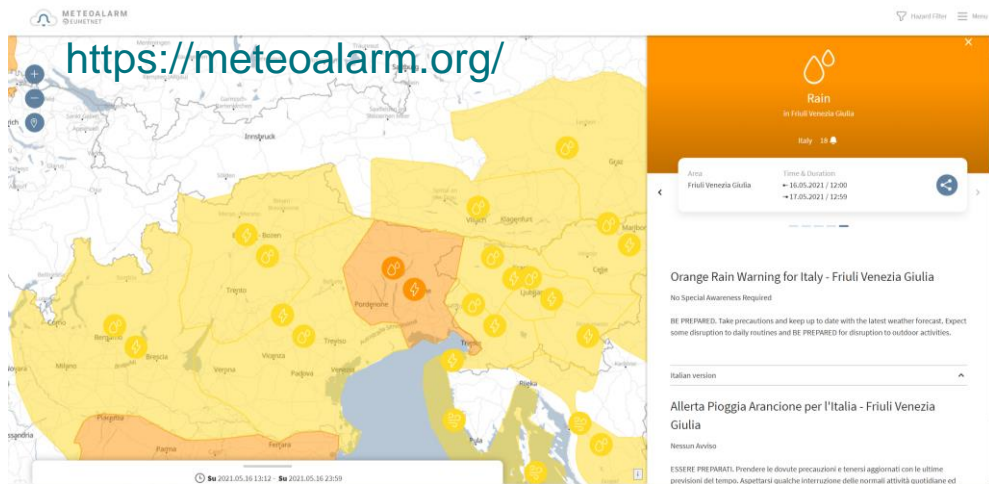 METEOALARM
EUMETNET
Hazard Filter
Menu
https://meteoalarm.org/
Rain
in Friuli Venezia Giulia
Italy 18
Area
Friuli Venezia Giulia
Time & Duration
⇤ 16.05.2021 / 12:00
⇥ 17.05.2021 / 12:59
Orange Rain Warning for Italy - Friuli Venezia Giulia
No Special Awareness Required
BE PREPARED. Take precautions and keep up to date with the latest weather forecast. Expect
some disruption to daily routines and BE PREPARED for disruption to outdoor activities.
Italian version
Allerta Pioggia Arancione per l'Italia - Friuli Venezia
Giulia
Nessun Avviso
ESSERE PREPARATI. Prendere le dovute precauzioni e tenersi aggiornati con le ultime
previsioni del tempo. Aspettarsi qualche interruzione delle normali attività quotidiane ed
Innsbruck
Graz
Villach
Klagenfurt
Maribor
Bozen
Trento
Pordenone
Celje
Como
Bergamo
Brescia
Milano
Vicenza
Treviso
Verona
Padova
Venezia
Rijeka
Pula
Parma
Ferrara
Su 2021.05.16 13:12 - Su 2021.05.16 23:59